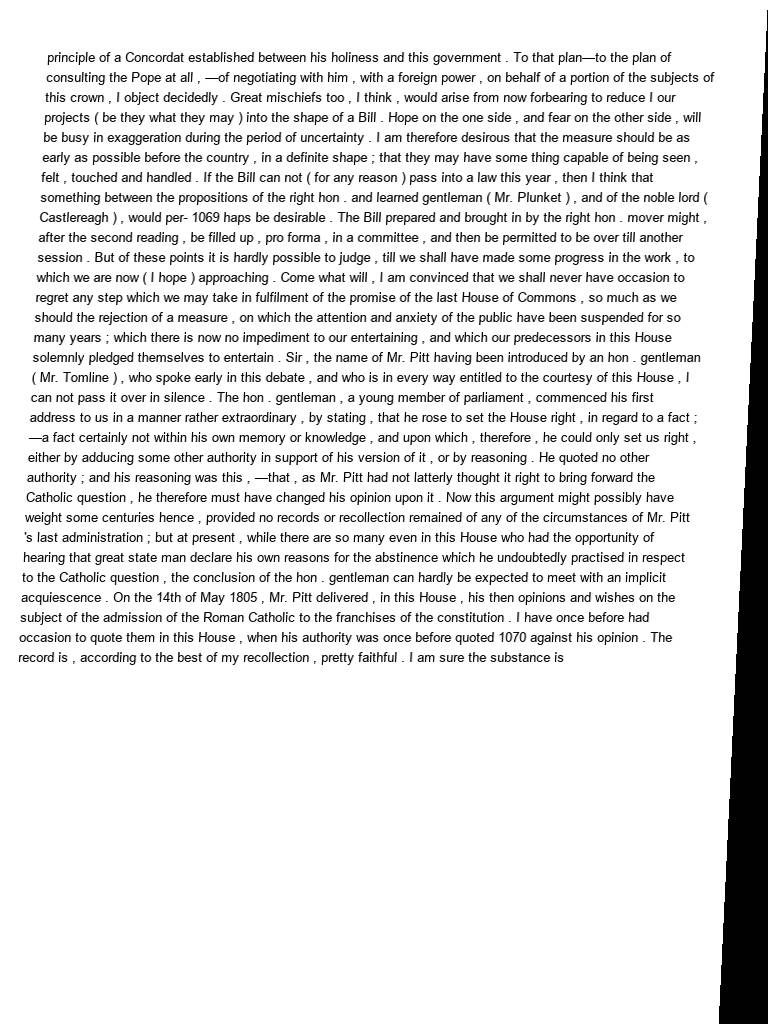 principle of a Concordat established between his holiness and this government . To that plan—to the plan of
consulting the Pope at all , —of negotiating with him , with a foreign power , on behalf of a portion of the subjects of
this crown , I object decidedly . Great mischiefs too , I think , would arise from now forbearing to reduce I our
projects ( be they what they may ) into the shape of a Bill . Hope on the one side , and fear on the other side , will
be busy in exaggeration during the period of uncertainty . I am therefore desirous that the measure should be as
early as possible before the country , in a definite shape ; that they may have some thing capable of being seen ,
felt , touched and handled . If the Bill can not ( for any reason ) pass into a law this year , then I think that
something between the propositions of the right hon . and learned gentleman ( Mr. Plunket ) , and of the noble lord (
Castlereagh ) , would per- 1069 haps be desirable . The Bill prepared and brought in by the right hon . mover might ,
after the second reading , be filled up , pro forma , in a committee , and then be permitted to be over till another
session . But of these points it is hardly possible to judge , till we shall have made some progress in the work , to
which we are now ( I hope ) approaching . Come what will , I am convinced that we shall never have occasion to
regret any step which we may take in fulfilment of the promise of the last House of Commons , so much as we
should the rejection of a measure , on which the attention and anxiety of the public have been suspended for so
many years ; which there is now no impediment to our entertaining , and which our predecessors in this House
solemnly pledged themselves to entertain . Sir , the name of Mr. Pitt having been introduced by an hon . gentleman
( Mr. Tomline ) , who spoke early in this debate , and who is in every way entitled to the courtesy of this House , I
can not pass it over in silence . The hon . gentleman , a young member of parliament , commenced his first
address to us in a manner rather extraordinary , by stating , that he rose to set the House right , in regard to a fact ;
—a fact certainly not within his own memory or knowledge , and upon which , therefore , he could only set us right ,
either by adducing some other authority in support of his version of it , or by reasoning . He quoted no other
authority ; and his reasoning was this , —that , as Mr. Pitt had not latterly thought it right to bring forward the
Catholic question , he therefore must have changed his opinion upon it . Now this argument might possibly have
weight some centuries hence , provided no records or recollection remained of any of the circumstances of Mr. Pitt
's last administration ; but at present , while there are so many even in this House who had the opportunity of
hearing that great state man declare his own reasons for the abstinence which he undoubtedly practised in respect
to the Catholic question , the conclusion of the hon . gentleman can hardly be expected to meet with an implicit
acquiescence . On the 14th of May 1805 , Mr. Pitt delivered , in this House , his then opinions and wishes on the
subject of the admission of the Roman Catholic to the franchises of the constitution . I have once before had
occasion to quote them in this House , when his authority was once before quoted 1070 against his opinion . The
record is , according to the best of my recollection , pretty faithful . I am sure the substance is